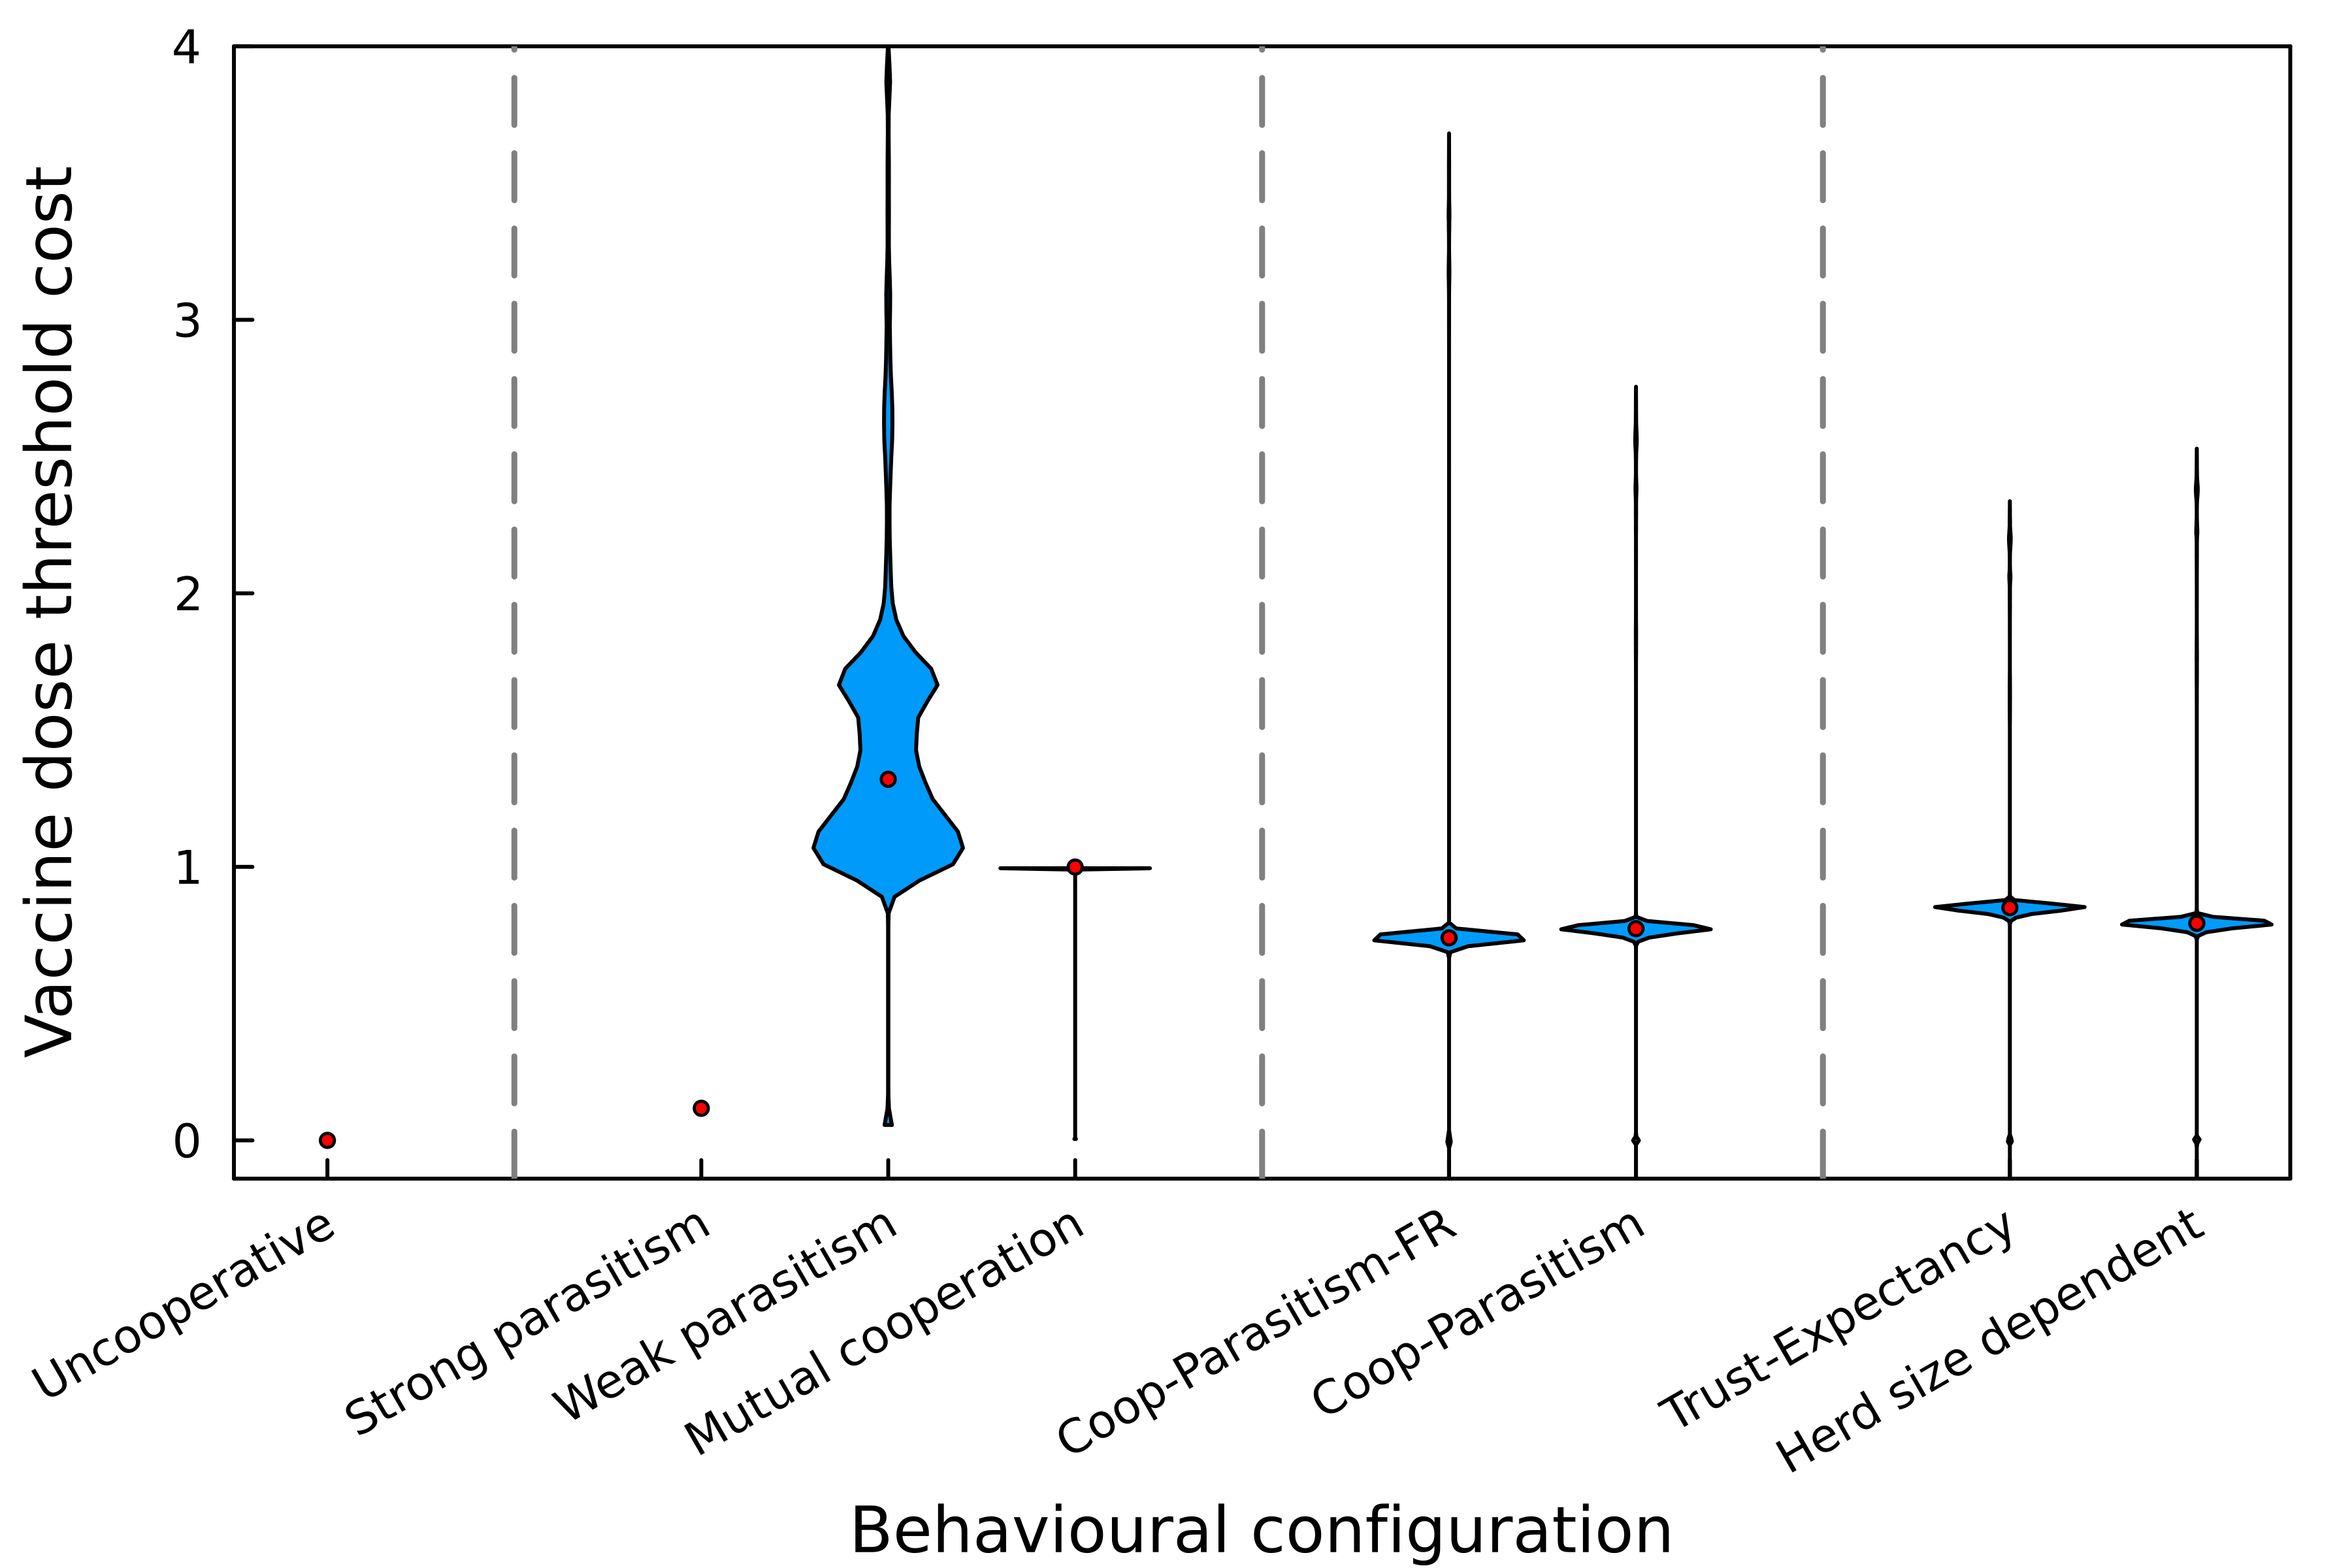 Vaccine dose threshold cost
4
3
2
1
0
Uncooperative
Strong parasitism
Weak parasitism
Mutual cooperation
Coop-Parasitism-FR
Coop-Parasitism
Trust-Expectancy
Herd size dependent
Behavioural configuration